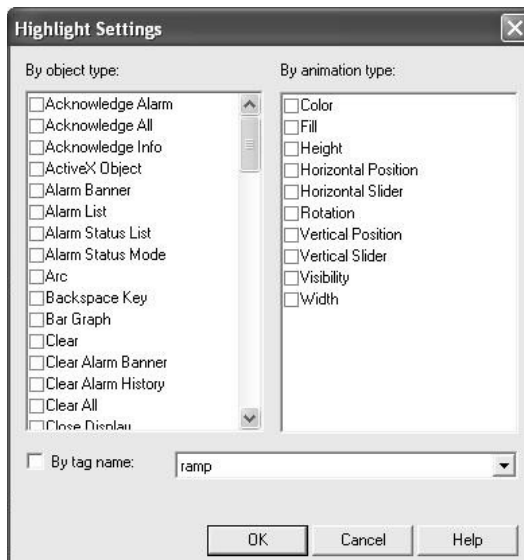 Highlight Settings
By object type:
Acknowledge Alarm
Acknowledge All
Acknowledge Info
ActiveX Object
Alarm Banner
Alarm List
Alarm Status List
Alarm Status Mode
Arc
Backspace Key
Bar Graph
Clear
Clear Alarm Banner
Clear Alarm History
Clear All
Close Display
By animation type:
Color
Fill
Height
Horizontal Position
Horizontal Slider
Rotation
Vertical Position
Vertical Slider
Visibility
Width
By tag name:
ramp
OK
Cancel
Help